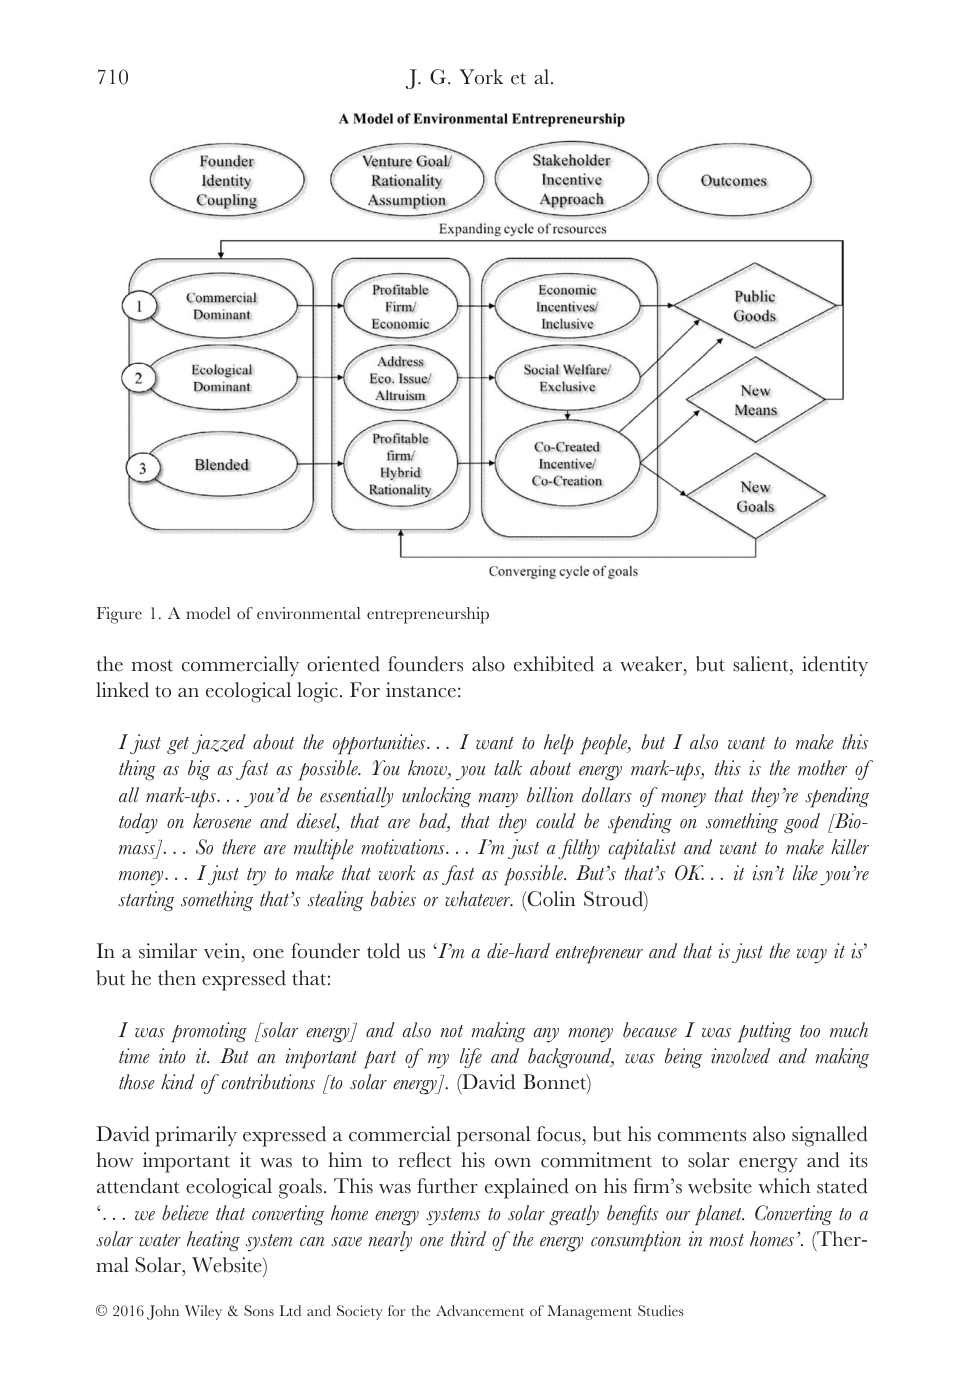 710
J. G. York et al.
A Model of Environmental Entrepreneurship
Founder
Identity
Coupling
Venture Goal/
Rationality
Assumption
Stakeholder
Incentive
Approach
Outcomes
Expanding cycle of resources
1
Commercial
Dominant
Profitable
Firm/
Economic
Economic
Incentives/
Inclusive
Public
Goods
2
Ecological
Dominant
Address
Eco. Issue/
Altruism
Social Welfare/
Exclusive
New
Means
3
Blended
Profitable
firm/
Hybrid
Rationality
Co-Created
Incentive/
Co-Creation
New
Goals
Converging cycle of goals
Figure 1. A model of environmental entrepreneurship
the most commercially oriented founders also exhibited a weaker, but salient, identity
linked to an ecological logic. For instance:
I just get jazzed about the opportunities. . . I want to help people, but I also want to make this
thing as big as fast as possible. You know, you talk about energy mark-ups, this is the mother of
all mark-ups. . . you’d be essentially unlocking many billion dollars of money that they’re spending
today on kerosene and diesel, that are bad, that they could be spending on something good [Bio-
mass]. . . So there are multiple motivations. . . I’m just a filthy capitalist and want to make killer
money. . . I just try to make that work as fast as possible. But’s that’s OK. . . it isn’t like you’re
starting something that’s stealing babies or whatever. (Colin Stroud)
In a similar vein, one founder told us ‘I’m a die-hard entrepreneur and that is just the way it is’
but he then expressed that:
I was promoting [solar energy] and also not making any money because I was putting too much
time into it. But an important part of my life and background, was being involved and making
those kind of contributions [to solar energy]. (David Bonnet)
David primarily expressed a commercial personal focus, but his comments also signalled
how important it was to him to reflect his own commitment to solar energy and its
attendant ecological goals. This was further explained on his firm’s website which stated
‘. . . we believe that converting home energy systems to solar greatly benefits our planet. Converting to a
solar water heating system can save nearly one third of the energy consumption in most homes’. (Ther-
mal Solar, Website)
© 2016 John Wiley & Sons Ltd and Society for the Advancement of Management Studies